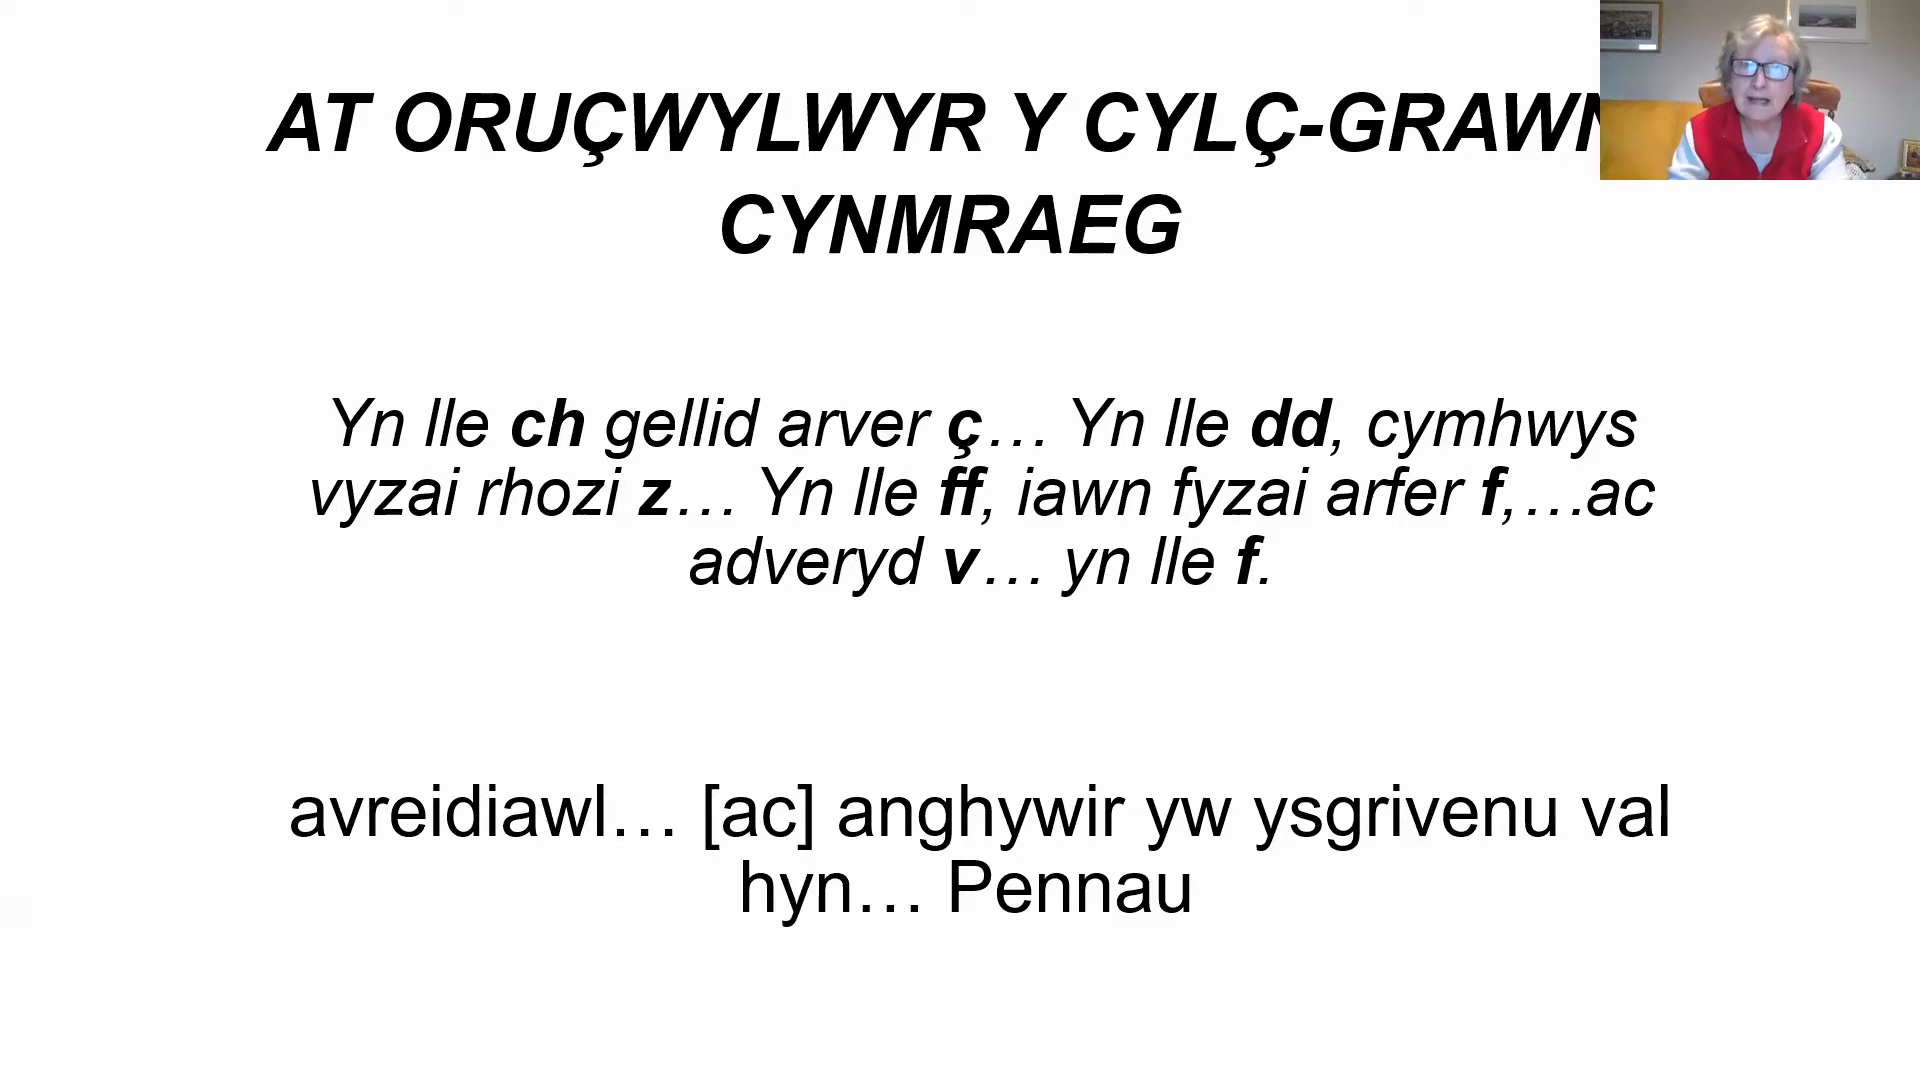 AT ORUÇWYLWYR Y CYLÇ-GRAWN
CYNMRAEG
Yn lle ch gellid arver ç… Yn lle dd, cymhwys
vyzai rhozi z… Yn lle ff, iawn fyzai arfer f,…ac
adveryd v… yn lle f.
avreidiawl… [ac] anghywir yw ysgrivenu val
hyn… Pennau